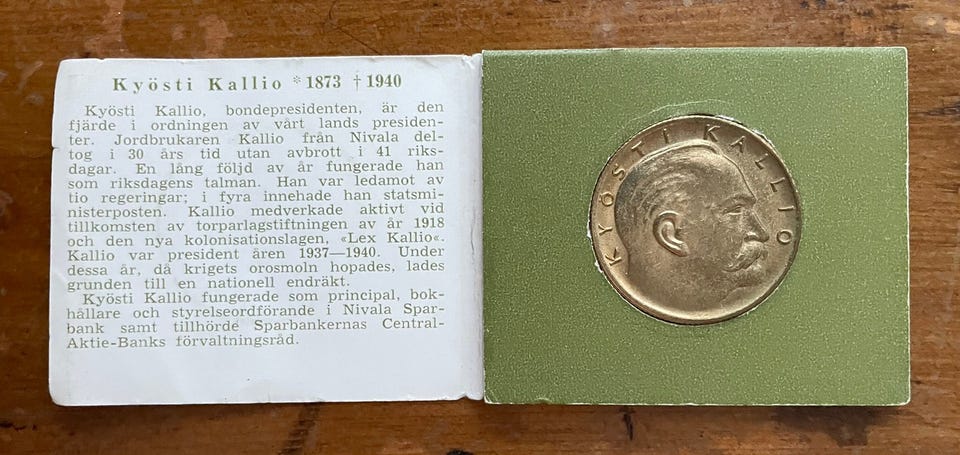 Kyösti Kallio *1873 †1940
Kyösti Kallio, bondepresidenten, är den
fjärde i ordningen av vårt lands presiden-
ter. Jordbrukaren Kallio från Nivala del-
tog i 30 års tid utan avbrott i 41 riks-
dagar. En lång följd av år fungerade han
som riksdagens talman. Han var ledamot av
tio regeringar; i fyra innehade han statsmi-
nisterposten. Kallio medverkade aktivt vid
tillkomsten av torparlagstiftningen av år 1918
och den nya kolonisationslagen, «Lex Kallio«.
Kallio var president åren 1937—1940. Under
dessa år, då krigets orosmoln hopades, lades
grunden till en nationell endräkt.
Kyösti Kallio fungerade som principal, bok-
hållare och styrelseordförande i Nivala Spar-
bank samt tillhörde Sparbankernas Central-
Aktie-Banks förvaltningsråd.
KYÖSTI KALLIO